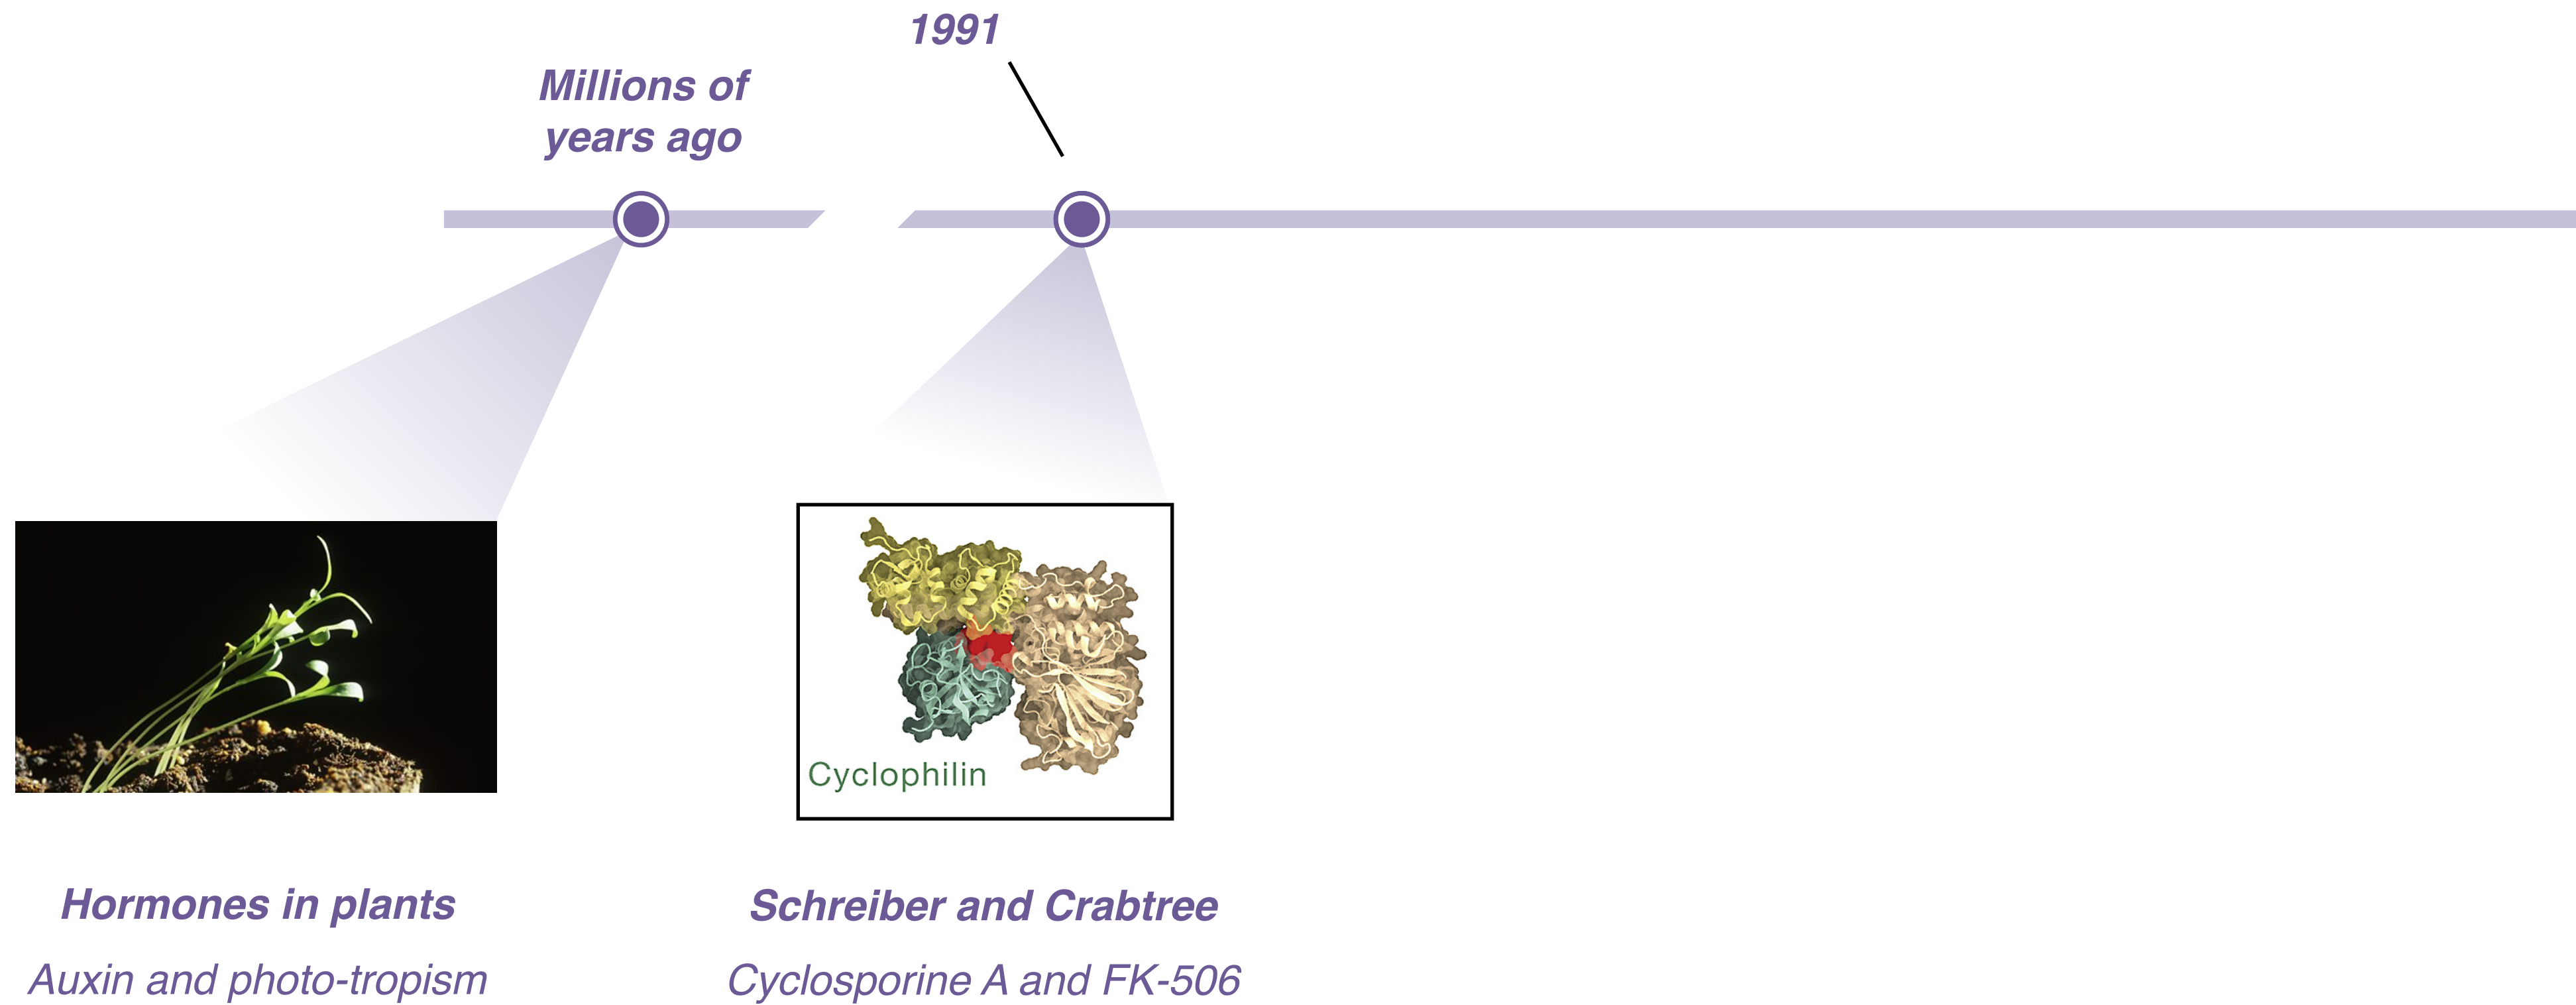 1991
Millions of
years ago
Cyclophilin
Hormones in plants
Auxin and photo-tropism
Schreiber and Crabtree
Cyclosporine A and FK-506